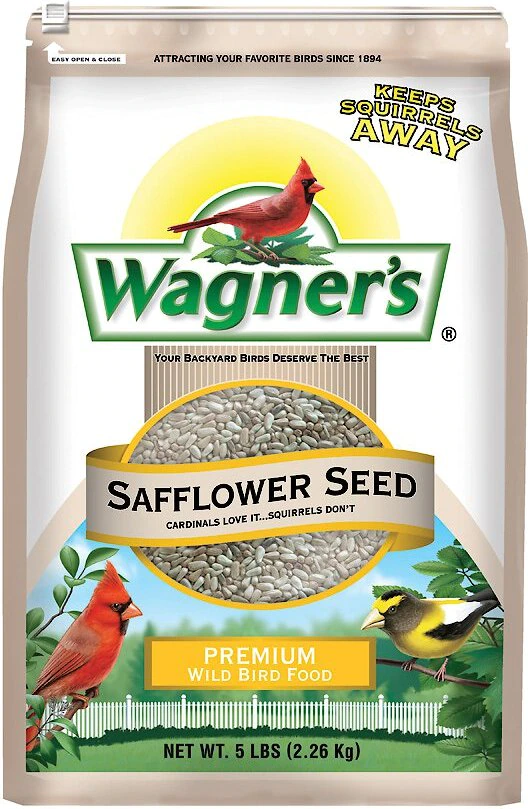 EASY OPEN & CLOSE
ATTRACTING YOUR FAVORITE BIRDS SINCE 1894
KEEPS
SQUIRRELS
AWAY
Wagner's®
YOUR BACKYARD BIRDS DESERVE THE BEST
SAFFLOWER SEED
CARDINALS LOVE IT...SQUIRRELS DON'T
PREMIUM
WILD BIRD FOOD
NET WT. 5 LBS (2.26 Kg)